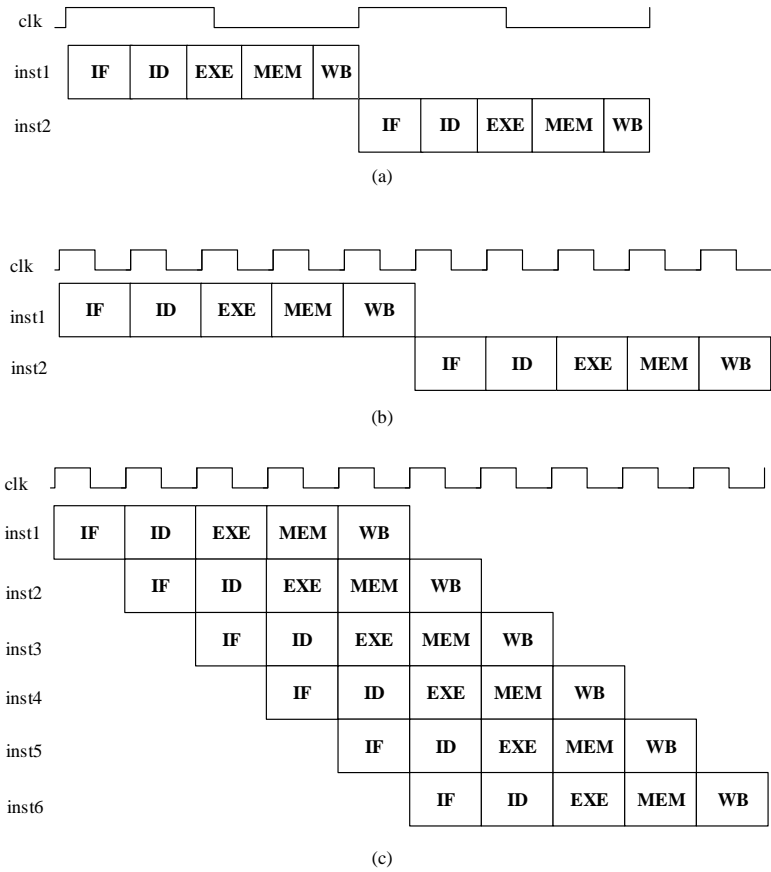 clk
inst1 IF ID EXE MEM WB
inst2 IF ID EXE MEM WB
(a)
clk
inst1 IF ID EXE MEM WB
inst2 IF ID EXE MEM WB
(b)
clk
inst1 IF ID EXE MEM WB
inst2 IF ID EXE MEM WB
inst3 IF ID EXE MEM WB
inst4 IF ID EXE MEM WB
inst5 IF ID EXE MEM WB
inst6 IF ID EXE MEM WB
(c)